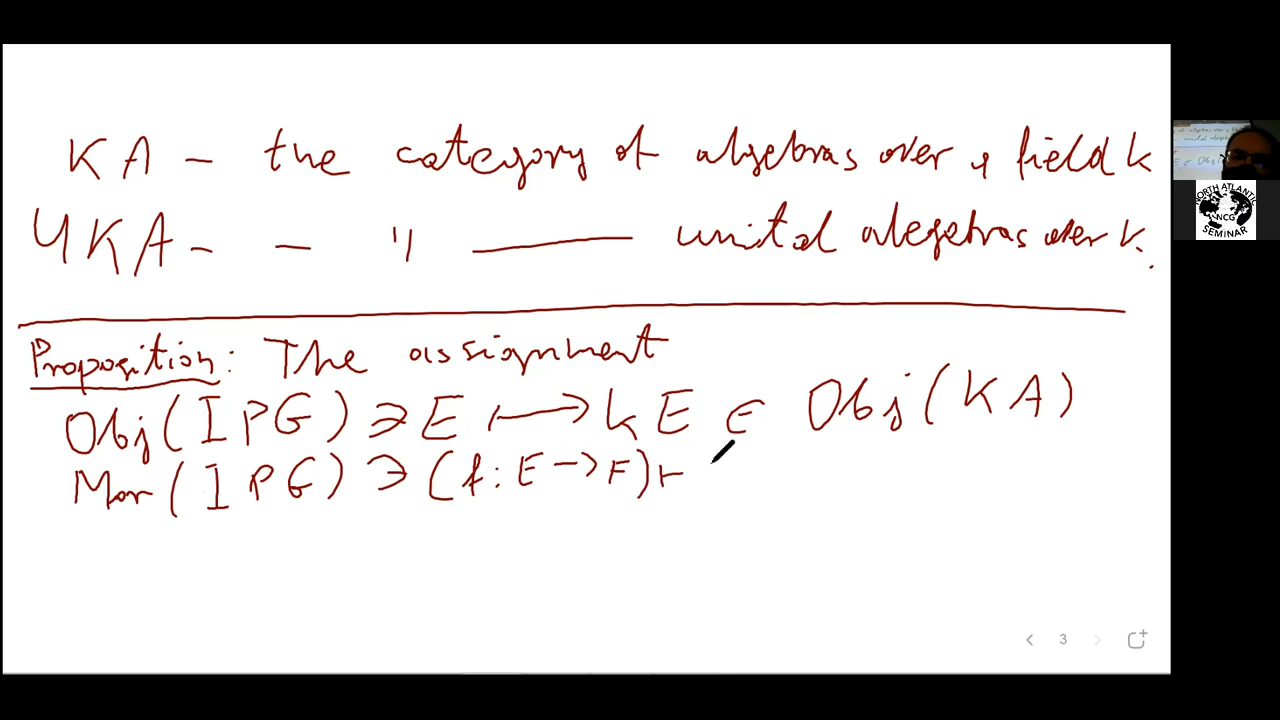 KA – the category of algebras over a field k
UKA – – " —— unital algebras over k.
Proposition: The assignment
Obj(IPG) ∋ E ⟼ kE ∈ Obj(KA)
Mor(IPG) ∋ (f: E → F) ⊢
3
NORTH ATLANTIC
NCG
SEMINAR